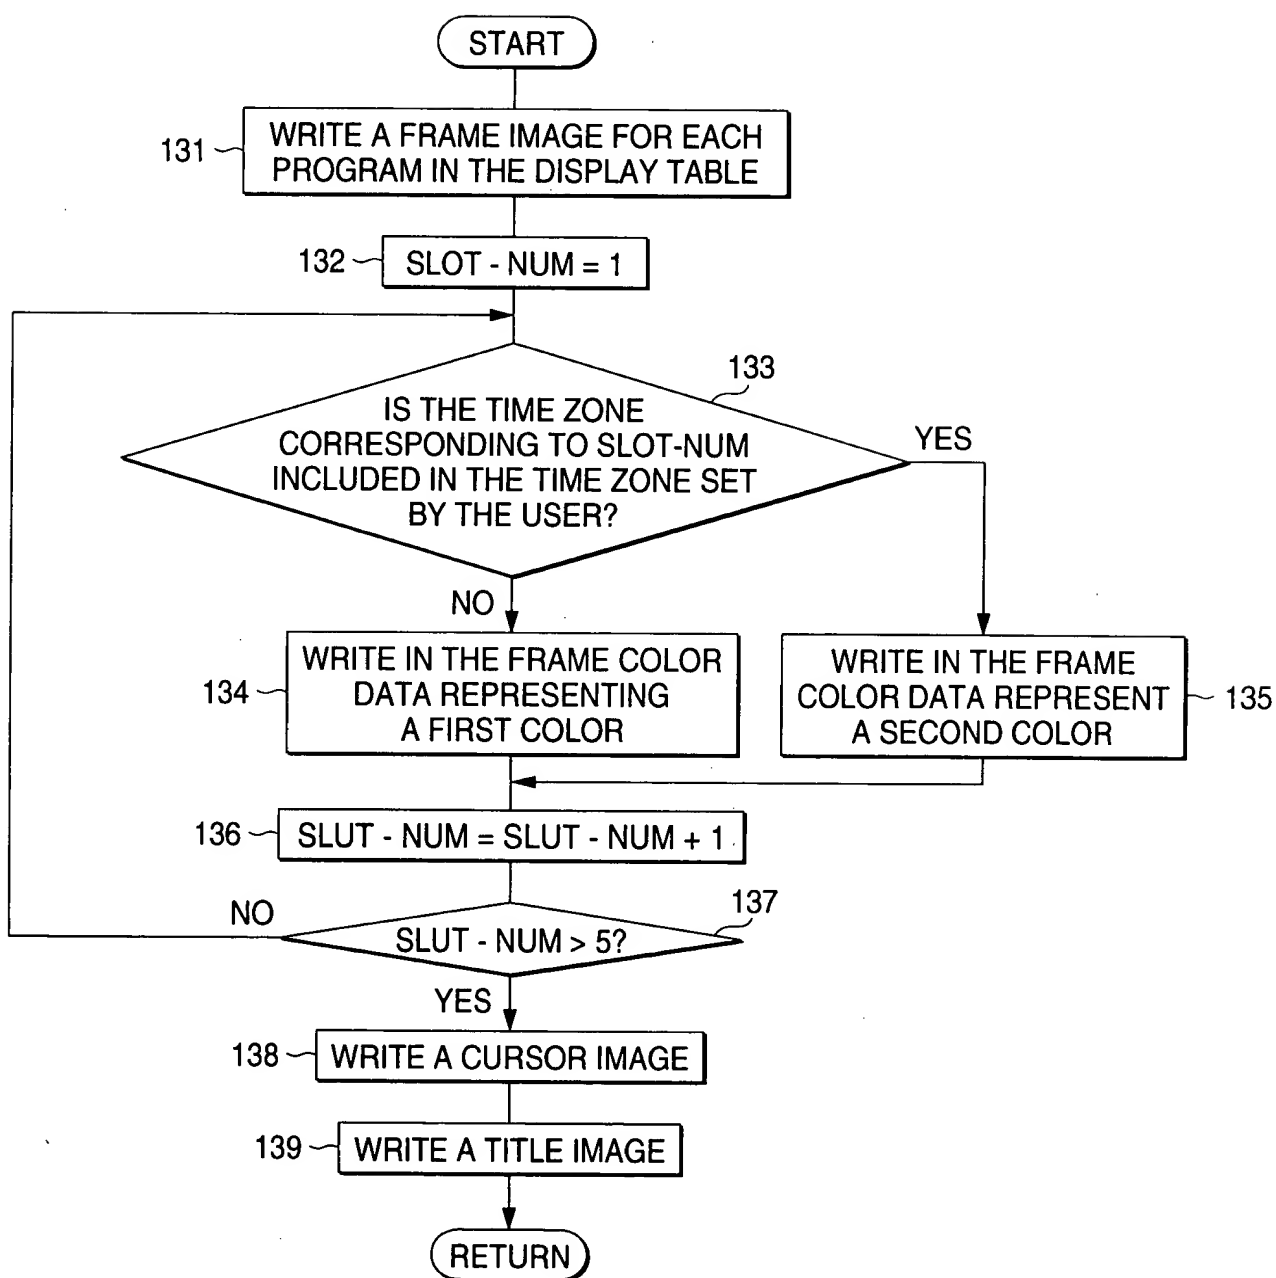 START
131
WRITE A FRAME IMAGE FOR EACH
PROGRAM IN THE DISPLAY TABLE
132
SLOT - NUM = 1
133
IS THE TIME ZONE
CORRESPONDING TO SLOT-NUM
INCLUDED IN THE TIME ZONE SET
BY THE USER?
YES
NO
134
WRITE IN THE FRAME COLOR
DATA REPRESENTING
A FIRST COLOR
WRITE IN THE FRAME
COLOR DATA REPRESENT
A SECOND COLOR
135
136
SLUT - NUM = SLUT - NUM + 1
137
NO
SLUT - NUM > 5?
YES
138
WRITE A CURSOR IMAGE
139
WRITE A TITLE IMAGE
RETURN